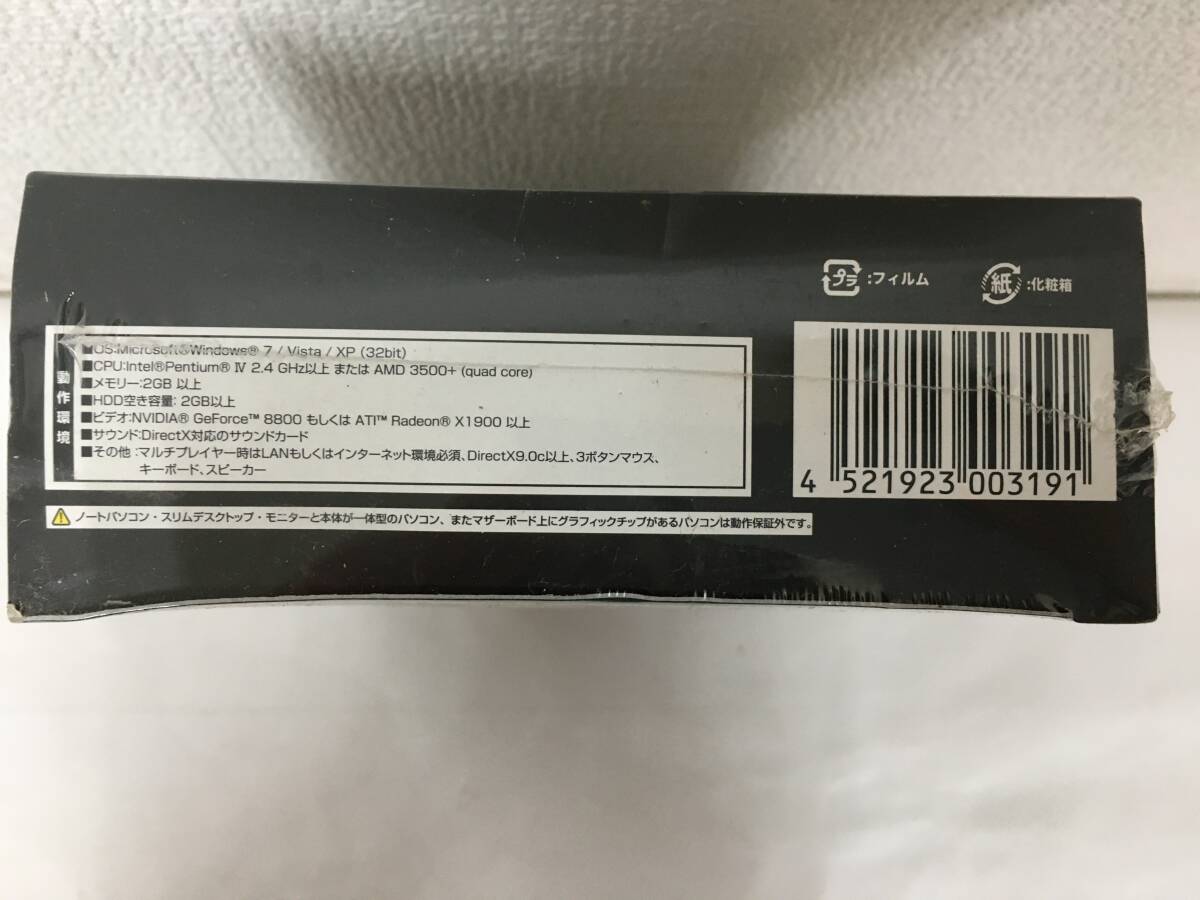 プラ :フィルム
紙 :化粧箱
動作環境
■OS:Microsoft®Windows® 7 / Vista / XP (32bit)
■CPU:Intel®Pentium® Ⅳ 2.4 GHz以上 または AMD 3500+ (quad core)
■メモリー:2GB 以上
■HDD空き容量: 2GB以上
■ビデオ:NVIDIA® GeForce™ 8800 もしくは ATI™ Radeon® X1900 以上
■サウンド:DirectX対応のサウンドカード
■その他 :マルチプレイヤー時はLANもしくはインターネット環境必須、DirectX9.0c以上、3ボタンマウス、
キーボード、スピーカー
4 521923 003191
ノートパソコン・スリムデスクトップ・モニターと本体が一体型のパソコン、またマザーボード上にグラフィックチップがあるパソコンは動作保証外です。